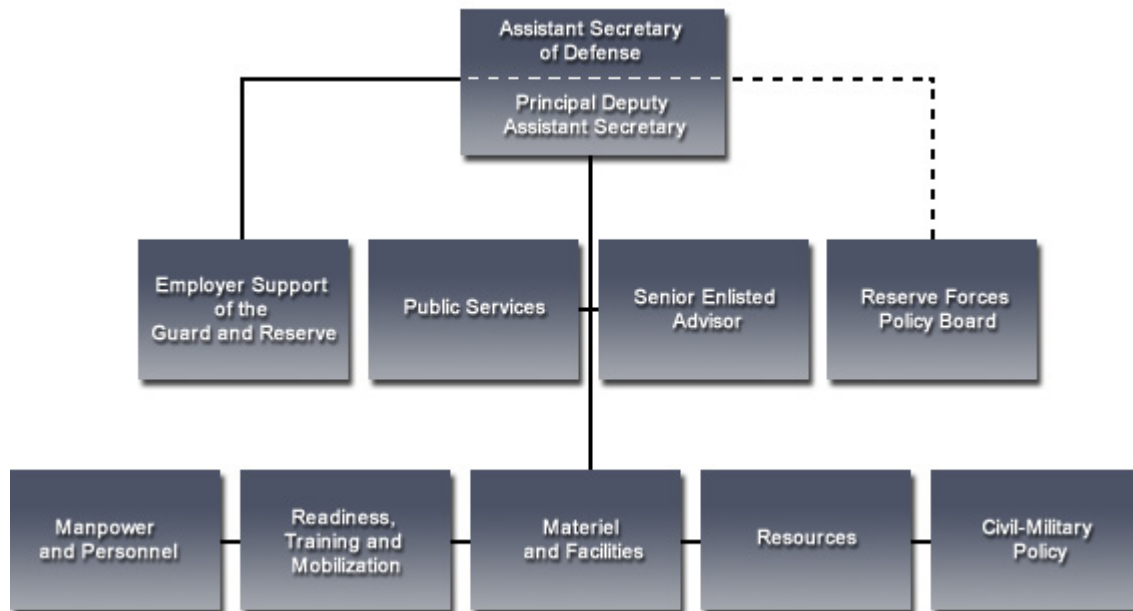 Assistant Secretary
of Defense
Principal Deputy
Assistant Secretary
Employer Support
of the
Guard and Reserve
Public Services
Senior Enlisted
Advisor
Reserve Forces
Policy Board
Manpower
and Personnel
Readiness,
Training and
Mobilization
Materiel
and Facilities
Resources
Civil-Military
Policy